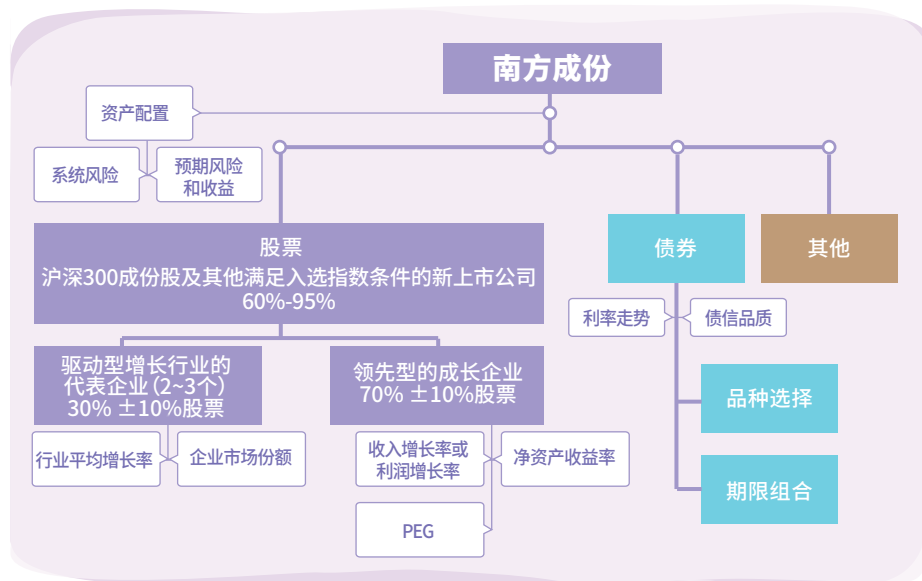 南方成份
资产配置
系统风险
预期风险
和收益
股票
沪深300成份股及其他满足入选指数条件的新上市公司
60%-95%
债券
其他
利率走势
债信品质
驱动型增长行业的
代表企业（2~3个）
30% ±10%股票
领先型的成长企业
70% ±10%股票
行业平均增长率
企业市场份额
收入增长率或
利润增长率
净资产收益率
PEG
品种选择
期限组合